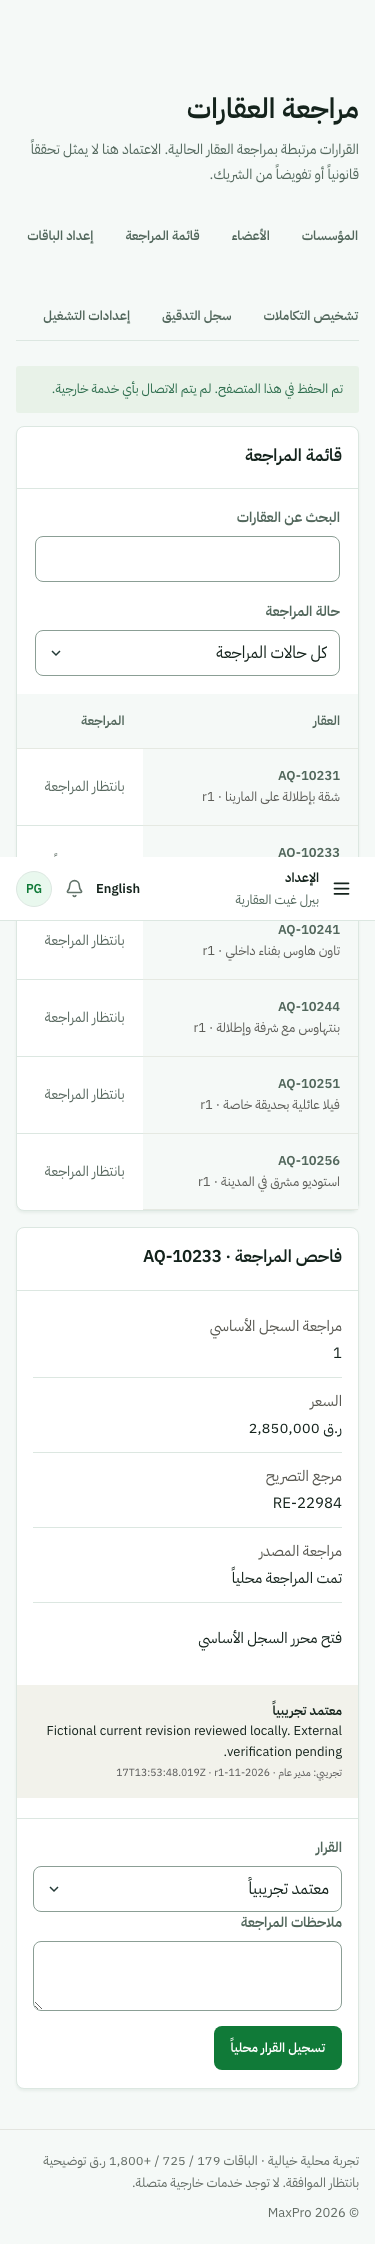 مراجعة العقارات
القرارات مرتبطة بمراجعة العقار الحالية. الاعتماد هنا لا يمثل تحققاً
قانونياً أو تفويضاً من الشريك.
المؤسسات
الأعضاء
قائمة المراجعة
إعداد الباقات
تشخيص التكاملات
سجل التدقيق
إعدادات التشغيل
تم الحفظ في هذا المتصفح. لم يتم الاتصال بأي خدمة خارجية.
قائمة المراجعة
البحث عن العقارات
حالة المراجعة
كل حالات المراجعة
العقار
المراجعة
AQ-10231
شقة بإطلالة على المارينا · r1
بانتظار المراجعة
AQ-10233
الإعداد
بيرل غيت العقارية
English
PG
AQ-10241
تاون هاوس بفناء داخلي · r1
بانتظار المراجعة
AQ-10244
بنتهاوس مع شرفة وإطلالة · r1
بانتظار المراجعة
AQ-10251
فيلا عائلية بحديقة خاصة · r1
بانتظار المراجعة
AQ-10256
استوديو مشرق في المدينة · r1
بانتظار المراجعة
فاحص المراجعة · AQ-10233
مراجعة السجل الأساسي
1
السعر
ر.ق 2,850,000
مرجع التصريح
RE-22984
مراجعة المصدر
تمت المراجعة محلياً
فتح محرر السجل الأساسي
معتمد تجريبياً
Fictional current revision reviewed locally. External
verification pending.
تجريبي: مدير عام · 2026-11-17T13:53:48.019Z · r1
القرار
معتمد تجريبياً
ملاحظات المراجعة
تسجيل القرار محلياً
تجربة محلية خيالية · الباقات 179 / 725 / +1,800 ر.ق توضيحية
بانتظار الموافقة. لا توجد خدمات خارجية متصلة.
© 2026 MaxPro